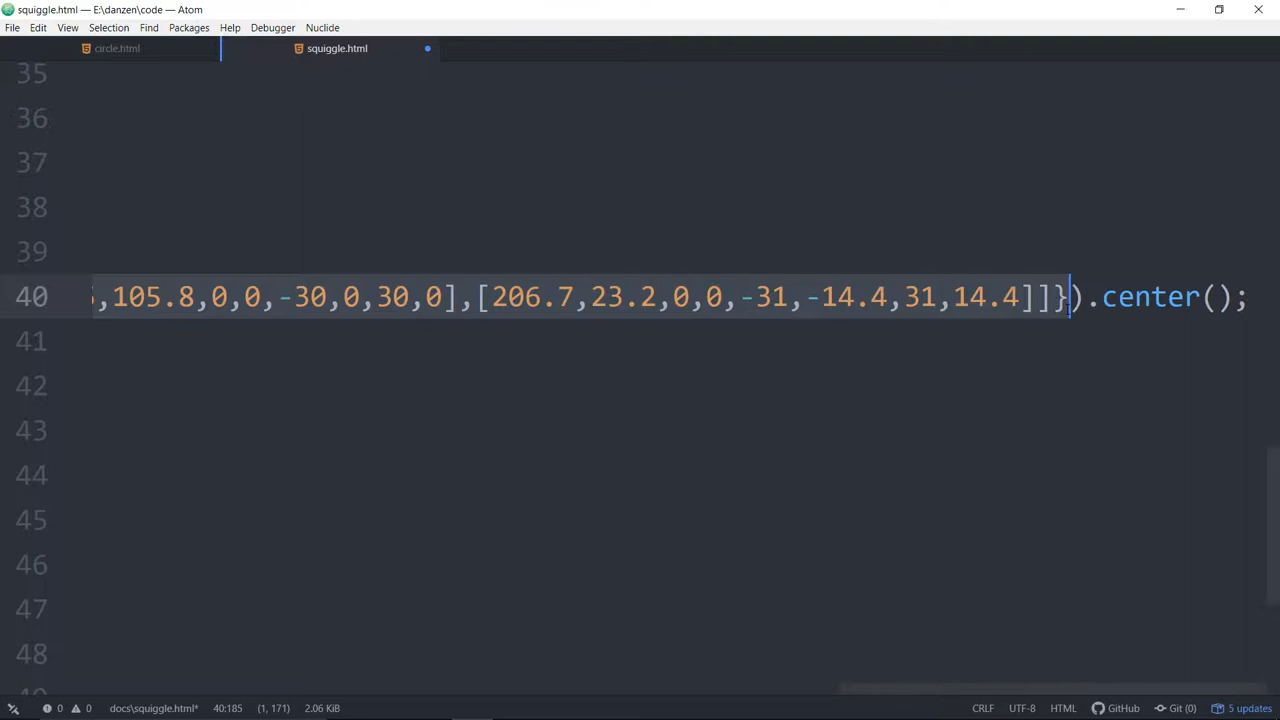 squiggle.html — E:\danzen\code — Atom
File Edit View Selection Find Packages Help Debugger Nuclide
circle.html squiggle.html
35
36
37
38
39
40 ,105.8,0,0,-30,0,30,0],[206.7,23.2,0,0,-31,-14.4,31,14.4]]}).center();
41
42
43
44
45
46
47
48
0 0 docs\squiggle.html* 40:185 (1, 171) 2.06 KiB CRLF UTF-8 HTML GitHub Git (0) 5 updates